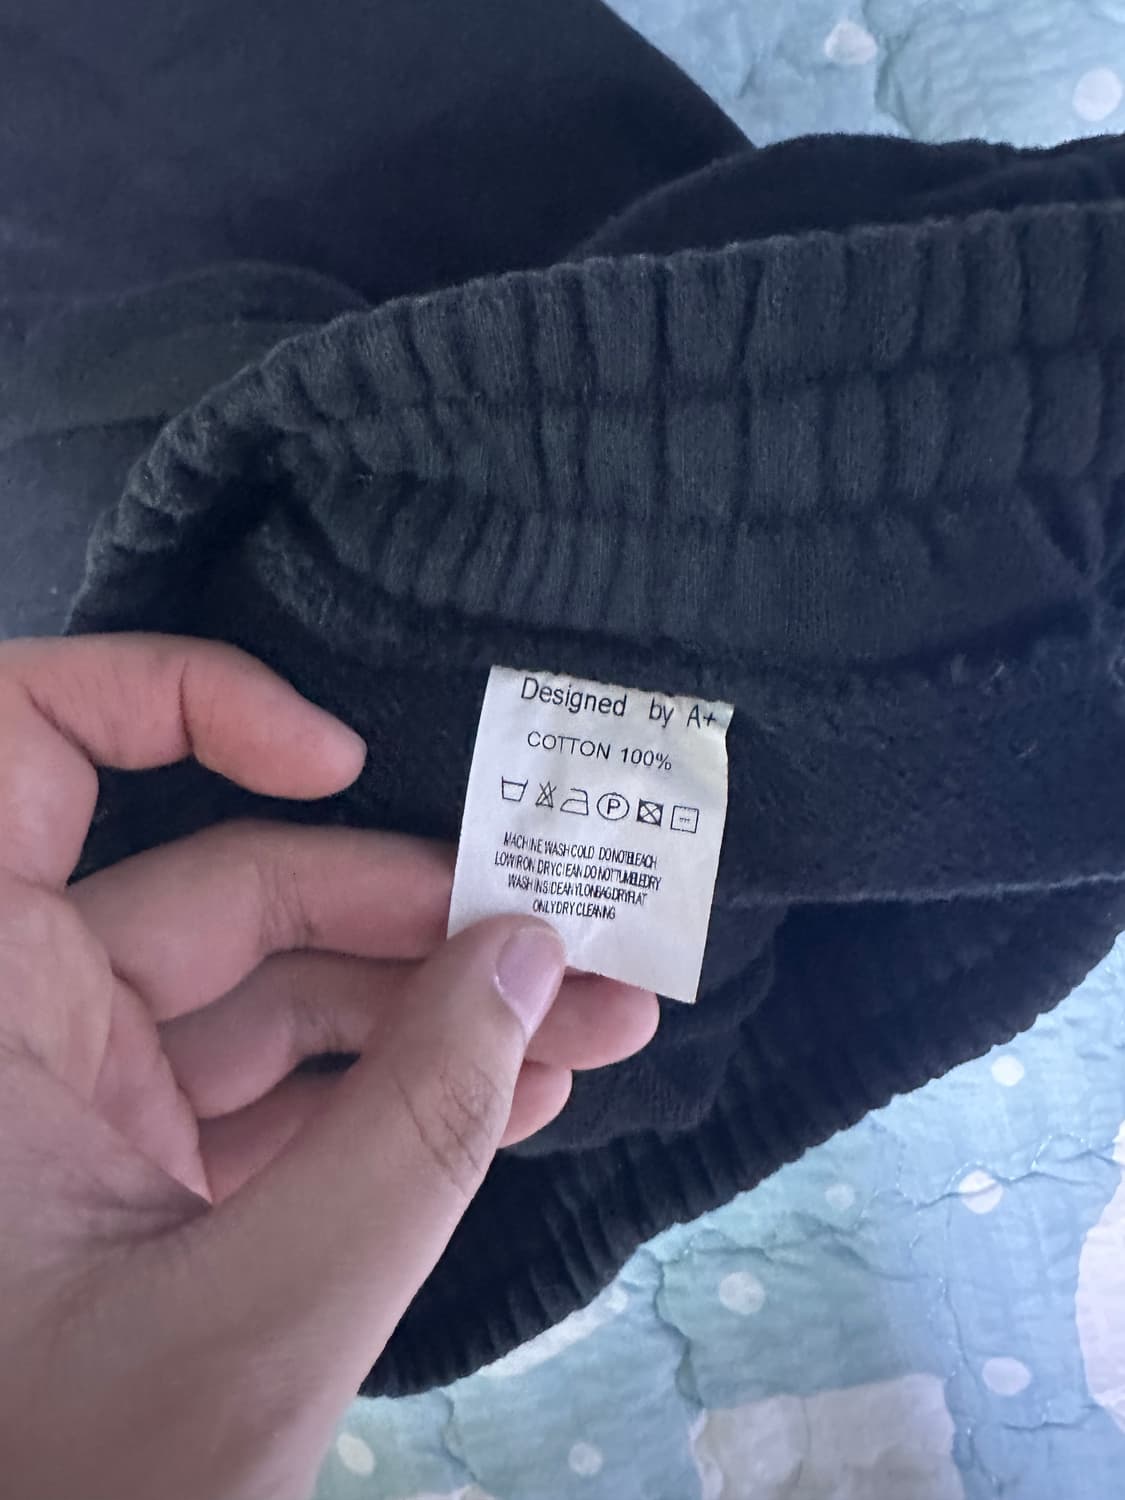 Designed by A+
COTTON 100%
P
MACHINE WASH COLD DO NOT BLEACH
LOW IRON DRY CLEAN DO NOT TUMBLE DRY
WASH INSIDE A NYLON BAG DRY FLAT
ONLY DRY CLEANING